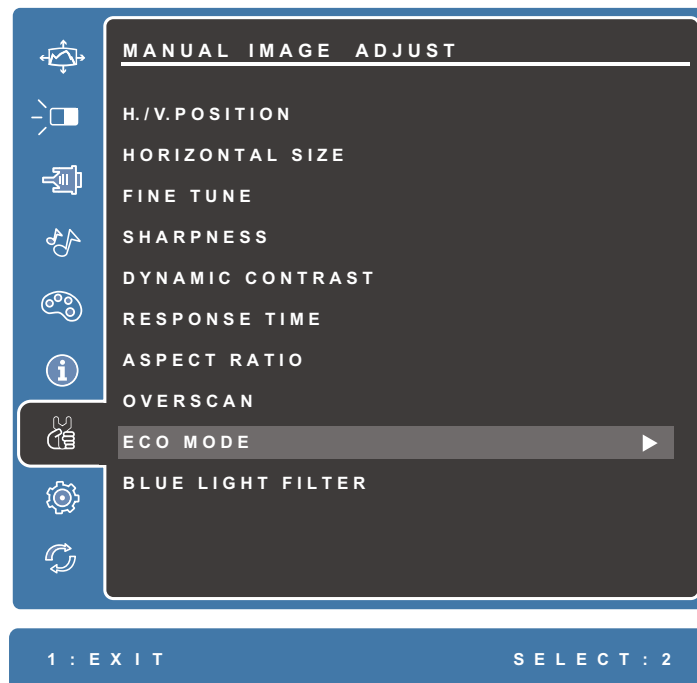 MANUAL IMAGE ADJUST
H./V.POSITION
HORIZONTAL SIZE
FINE TUNE
SHARPNESS
DYNAMIC CONTRAST
RESPONSE TIME
ASPECT RATIO
OVERSCAN
ECO MODE
BLUE LIGHT FILTER
1:EXIT SELECT:2